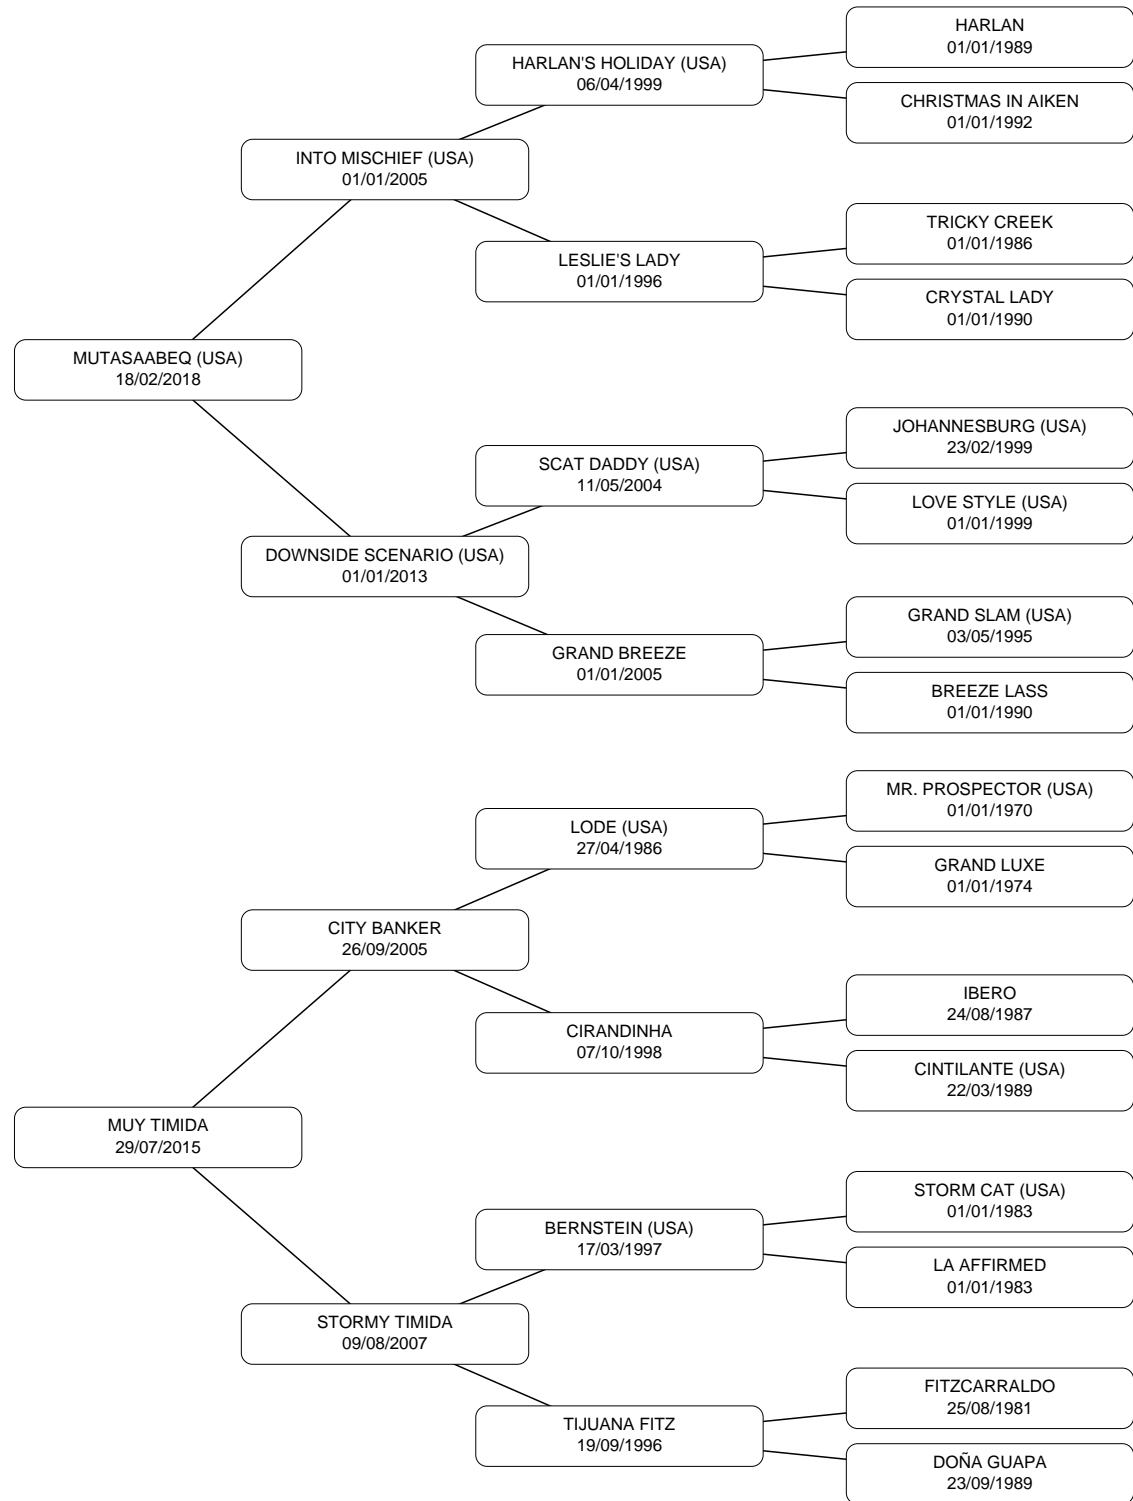 HARLAN
01/01/1989
HARLAN'S HOLIDAY (USA)
06/04/1999
CHRISTMAS IN AIKEN
01/01/1992
INTO MISCHIEF (USA)
01/01/2005
TRICKY CREEK
01/01/1986
LESLIE'S LADY
01/01/1996
CRYSTAL LADY
01/01/1990
MUTASAABEQ (USA)
18/02/2018
JOHANNESBURG (USA)
23/02/1999
SCAT DADDY (USA)
11/05/2004
LOVE STYLE (USA)
01/01/1999
DOWNSIDE SCENARIO (USA)
01/01/2013
GRAND SLAM (USA)
03/05/1995
GRAND BREEZE
01/01/2005
BREEZE LASS
01/01/1990
MR. PROSPECTOR (USA)
01/01/1970
LODE (USA)
27/04/1986
GRAND LUXE
01/01/1974
CITY BANKER
26/09/2005
IBERO
24/08/1987
CIRANDINHA
07/10/1998
CINTILANTE (USA)
22/03/1989
MUY TIMIDA
29/07/2015
STORM CAT (USA)
01/01/1983
BERNSTEIN (USA)
17/03/1997
LA AFFIRMED
01/01/1983
STORMY TIMIDA
09/08/2007
FITZCARRALDO
25/08/1981
TIJUANA FITZ
19/09/1996
DOÑA GUAPA
23/09/1989